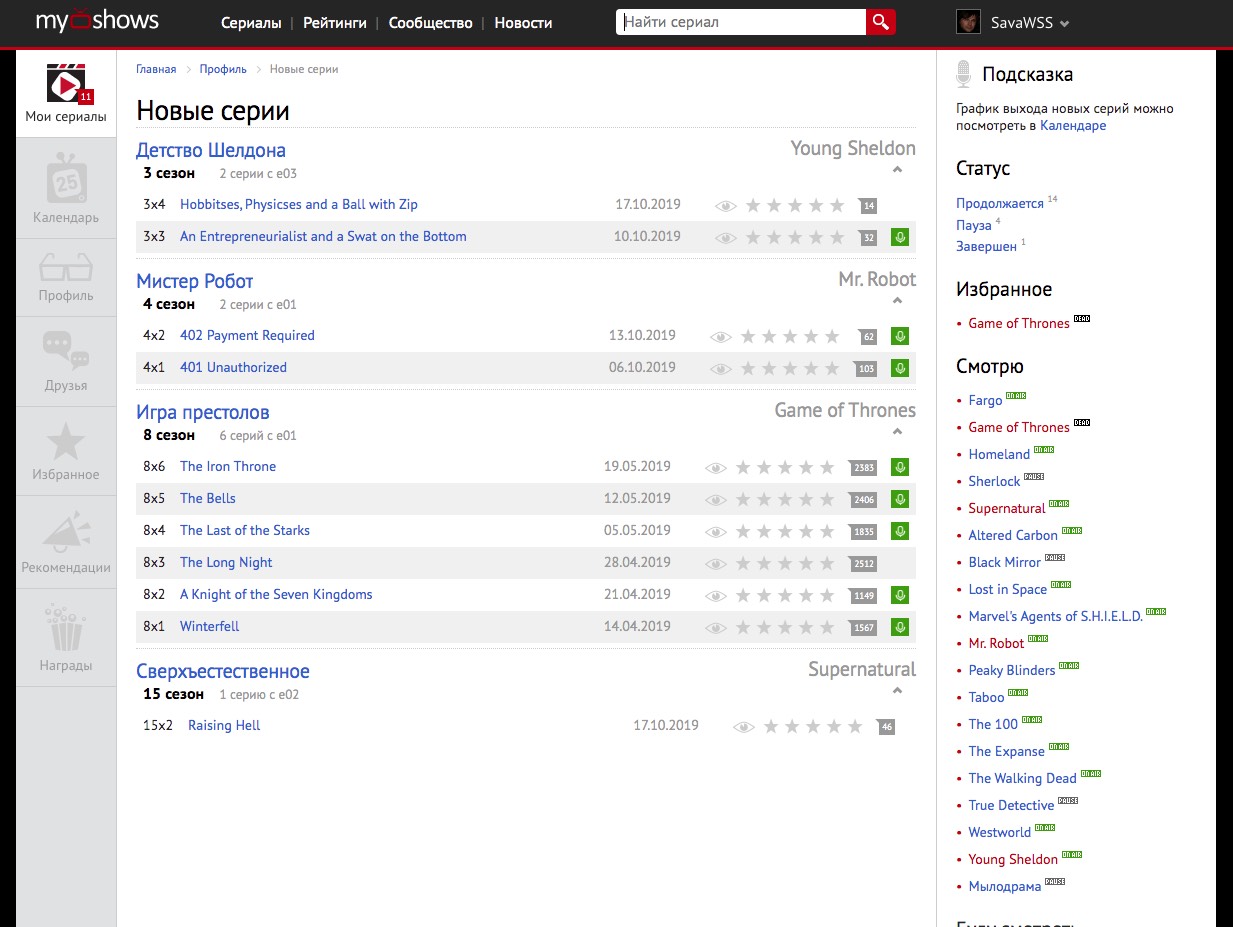 myshows
Сериалы | Рейтинги | Сообщество | Новости
Найти сериал
SavaWSS
11
Мои сериалы
25
Календарь
Профиль
Друзья
Избранное
Рекомендации
Награды
Главная > Профиль > Новые серии
Новые серии
Детство Шелдона Young Sheldon
3 сезон 2 серии с e03
3x4 Hobbitses, Physicses and a Ball with Zip 17.10.2019 14
3x3 An Entrepreneurialist and a Swat on the Bottom 10.10.2019 32
Мистер Робот Mr. Robot
4 сезон 2 серии с e01
4x2 402 Payment Required 13.10.2019 62
4x1 401 Unauthorized 06.10.2019 103
Игра престолов Game of Thrones
8 сезон 6 серий с e01
8x6 The Iron Throne 19.05.2019 2383
8x5 The Bells 12.05.2019 2406
8x4 The Last of the Starks 05.05.2019 1835
8x3 The Long Night 28.04.2019 2512
8x2 A Knight of the Seven Kingdoms 21.04.2019 1149
8x1 Winterfell 14.04.2019 1567
Сверхъестественное Supernatural
15 сезон 1 серию с e02
15x2 Raising Hell 17.10.2019 46
Подсказка
График выхода новых серий можно
посмотреть в Календаре
Статус
Продолжается 14
Пауза 4
Завершен 1
Избранное
• Game of Thrones DEAD
Смотрю
• Fargo ON AIR
• Game of Thrones DEAD
• Homeland ON AIR
• Sherlock PAUSE
• Supernatural ON AIR
• Altered Carbon ON AIR
• Black Mirror PAUSE
• Lost in Space ON AIR
• Marvel's Agents of S.H.I.E.L.D. ON AIR
• Mr. Robot ON AIR
• Peaky Blinders ON AIR
• Taboo ON AIR
• The 100 ON AIR
• The Expanse ON AIR
• The Walking Dead ON AIR
• True Detective PAUSE
• Westworld ON AIR
• Young Sheldon ON AIR
• Мылодрама PAUSE